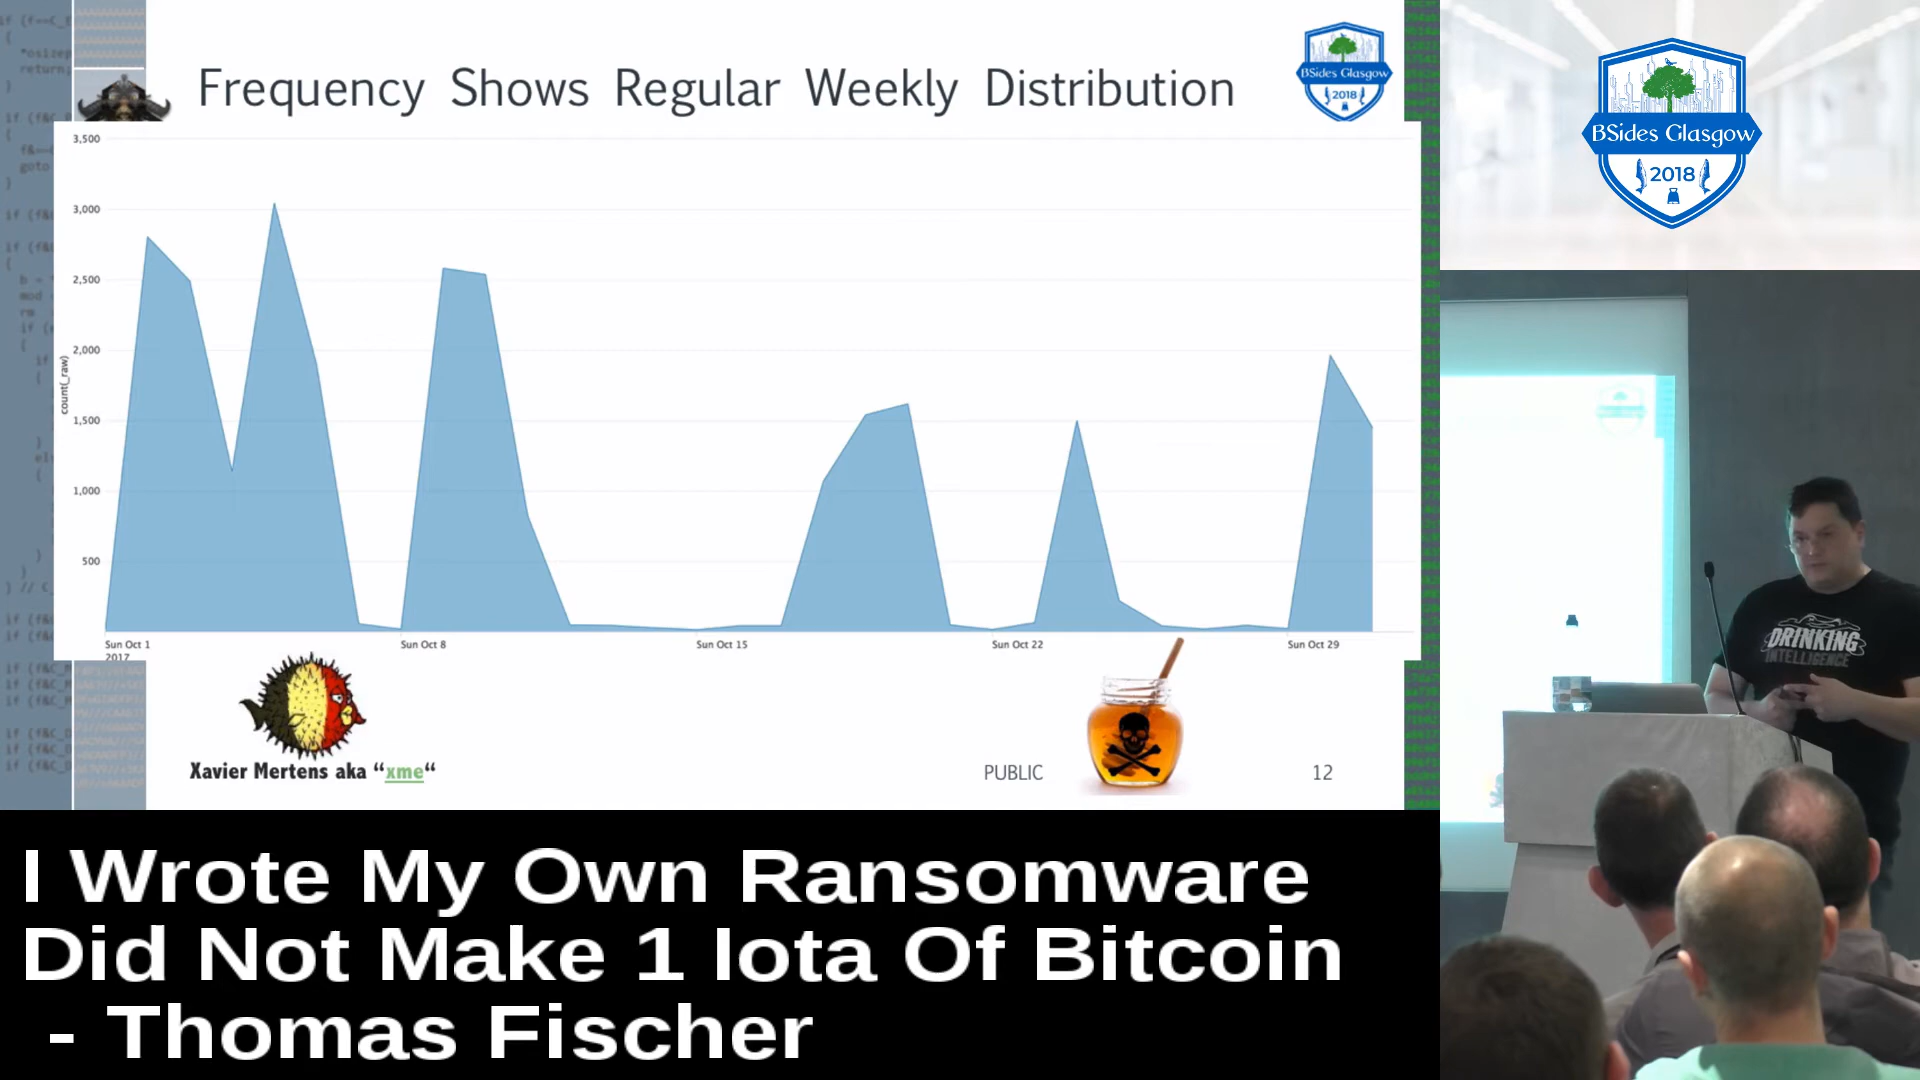 Frequency Shows Regular Weekly Distribution
BSides Glasgow
2018
3,500
3,000
2,500
2,000
1,500
1,000
500
count(_raw)
Sun Oct 1
2017
Sun Oct 8
Sun Oct 15
Sun Oct 22
Sun Oct 29
Xavier Mertens aka “xme“
PUBLIC
12
BSides Glasgow
2018
DRINKING
INTELLIGENCE
I Wrote My Own Ransomware
Did Not Make 1 Iota Of Bitcoin
- Thomas Fischer